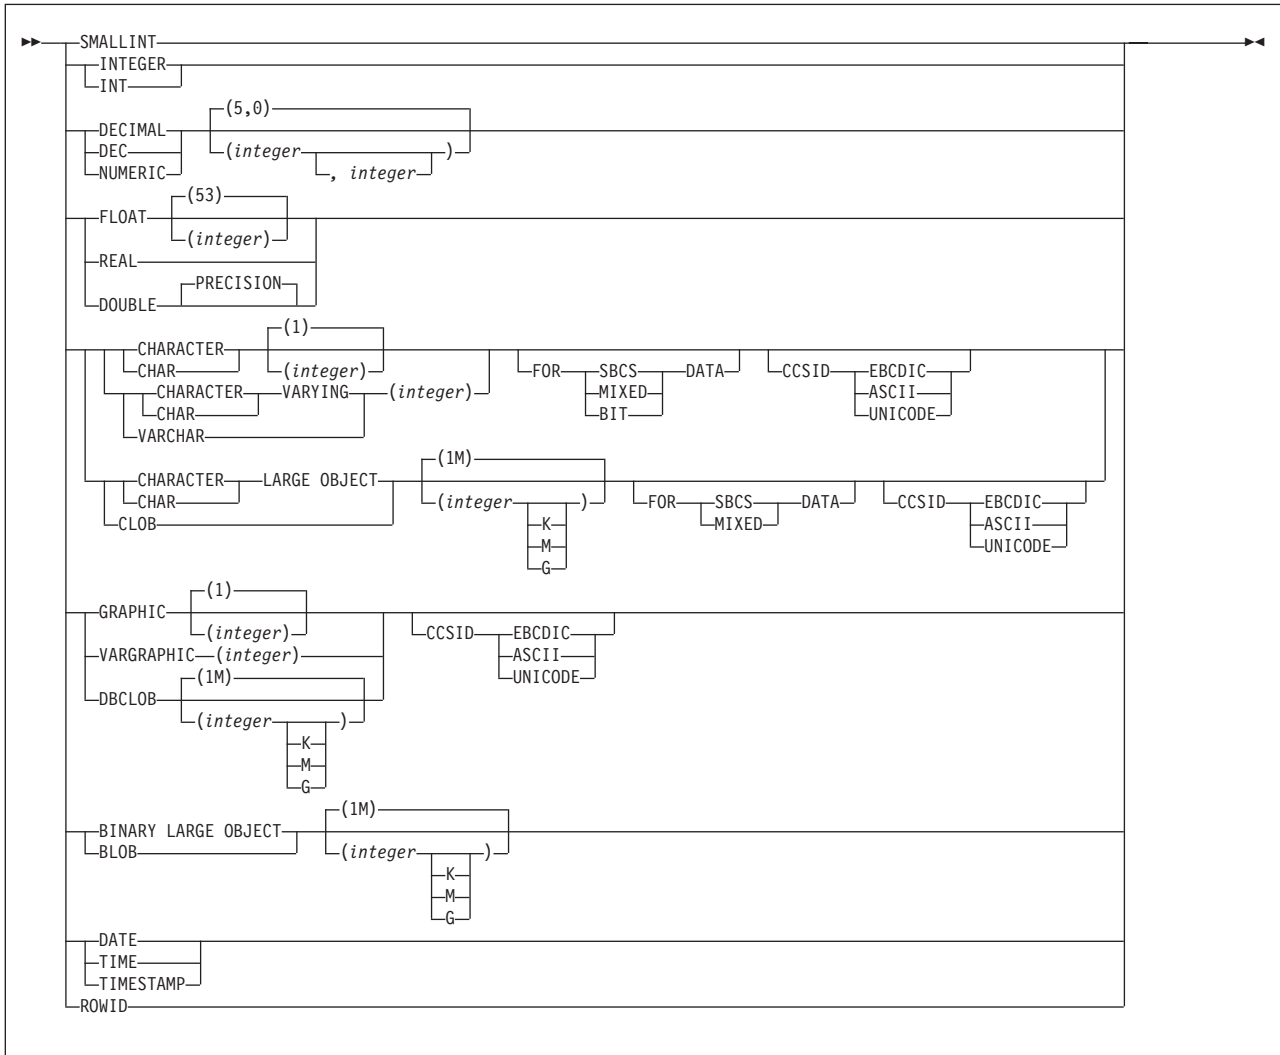 SMALLINT
INTEGER
INT
(5,0)
DECIMAL
DEC (integer )
NUMERIC , integer
(53)
FLOAT
(integer)
REAL
PRECISION
DOUBLE
(1)
CHARACTER
CHAR (integer) FOR SBCS DATA CCSID EBCDIC
CHARACTER VARYING (integer) MIXED ASCII
CHAR BIT UNICODE
VARCHAR
(1M)
CHARACTER LARGE OBJECT
CHAR (integer ) FOR SBCS DATA CCSID EBCDIC
CLOB K MIXED ASCII
M UNICODE
G
(1)
GRAPHIC
(integer) CCSID EBCDIC
VARGRAPHIC (integer) ASCII
(1M) UNICODE
DBCLOB
(integer )
K
M
G
(1M)
BINARY LARGE OBJECT
BLOB (integer )
K
M
G
DATE
TIME
TIMESTAMP
ROWID